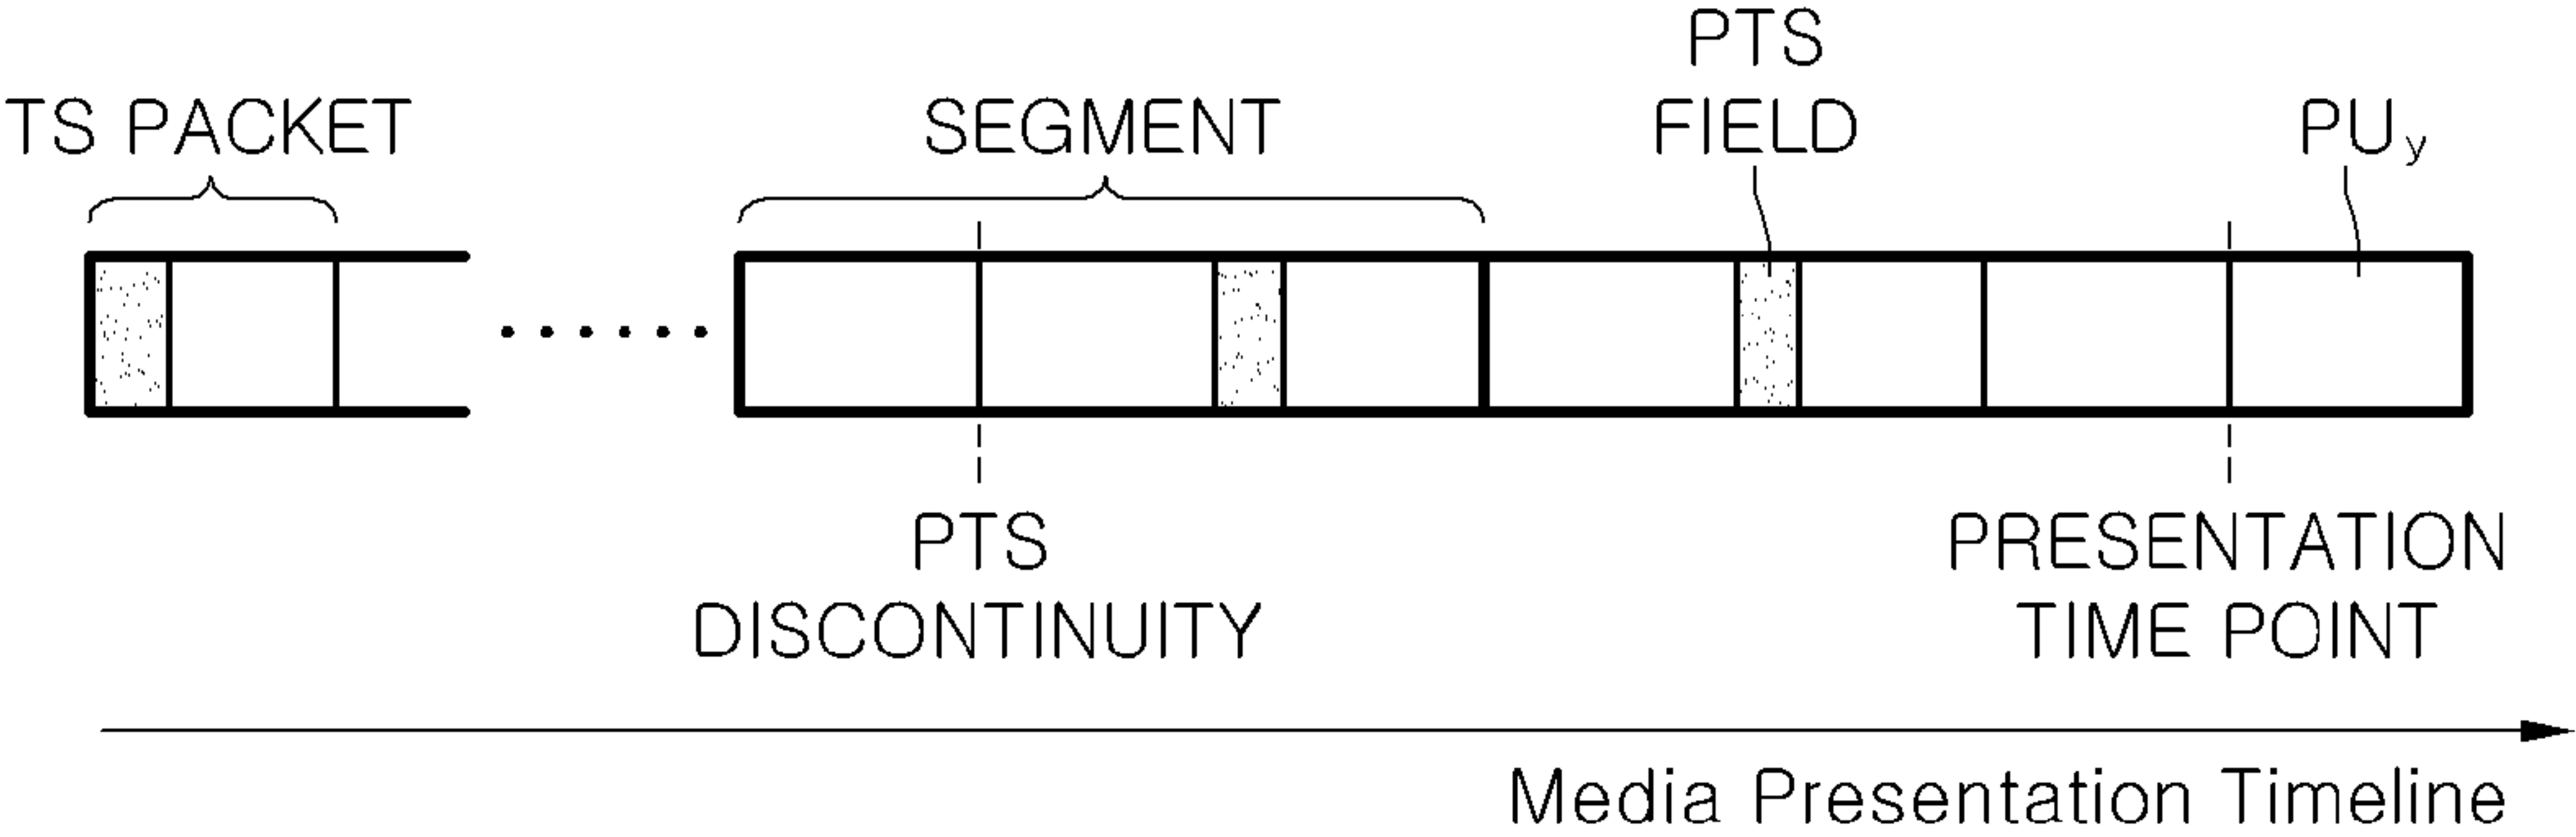 TS PACKET
SEGMENT
PTS
FIELD
PUy
PTS
DISCONTINUITY
PRESENTATION
TIME POINT
Media Presentation Timeline